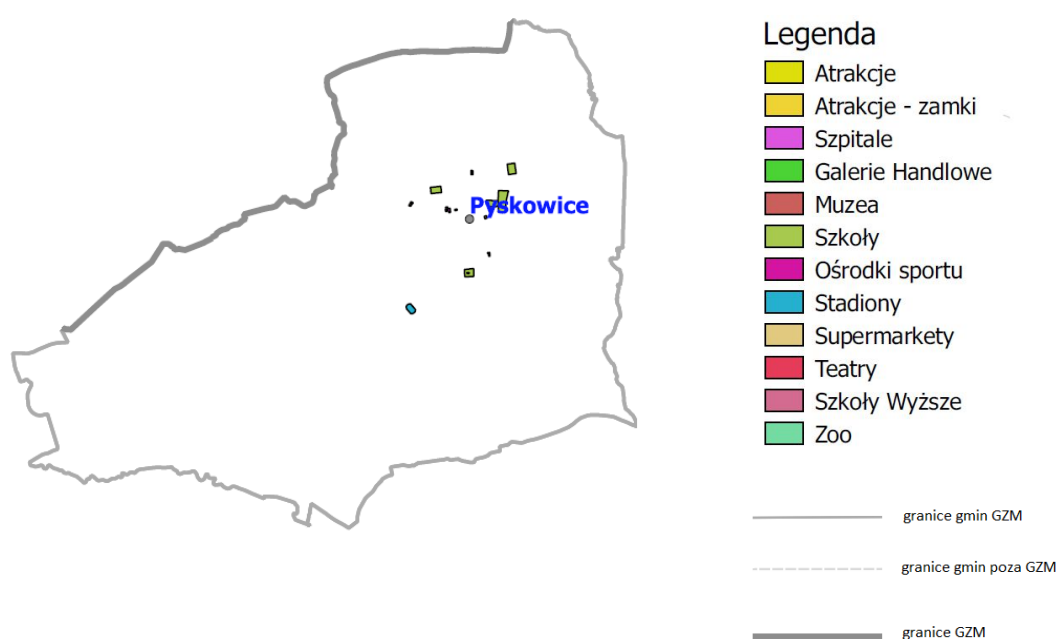 Pyskowice
Legenda
Atrakcje
Atrakcje - zamki
Szpitale
Galerie Handlowe
Muzea
Szkoły
Ośrodki sportu
Stadiony
Supermarkety
Teatry
Szkoły Wyższe
Zoo
granice gmin GZM
granice gmin poza GZM
granice GZM